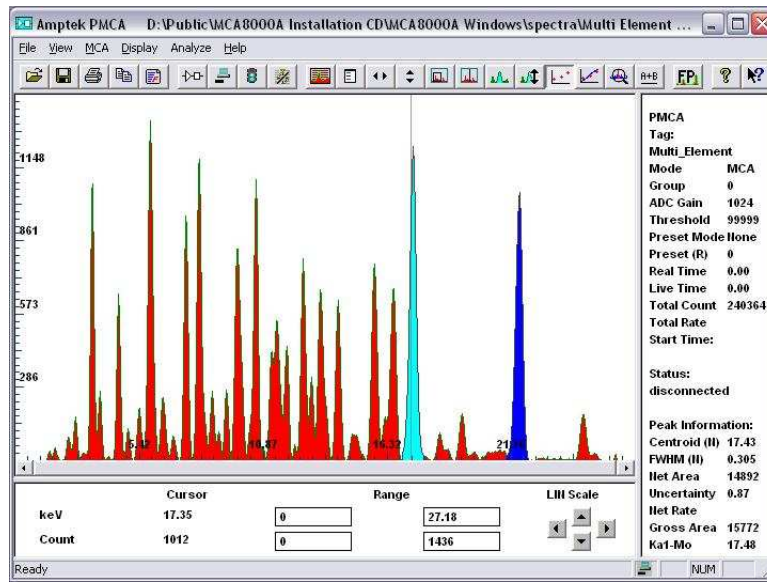 Amptek PMCA D:\Public\MCA8000A Installation CD\MCA8000A Windows\spectra\Multi Element ...
File View MCA Display Analyze Help
A+B FP
1148
861
573
286
5.42 10.87 16.32
PMCA
Tag:
Multi_Element
Mode MCA
Group 0
ADC Gain 1024
Threshold 99999
Preset Mode None
Preset (R) 0
Real Time 0.00
Live Time 0.00
Total Count 240364
Total Rate
Start Time:
Status:
disconnected
Peak Information:
Centroid (N) 17.43
FWHM (N) 0.305
Net Area 14892
Uncertainty 0.87
Net Rate
Gross Area 15772
Ka1-Mo 17.48
Cursor Range LIN Scale
keV 17.35 0 27.18
Count 1012 0 1436
Ready NUM